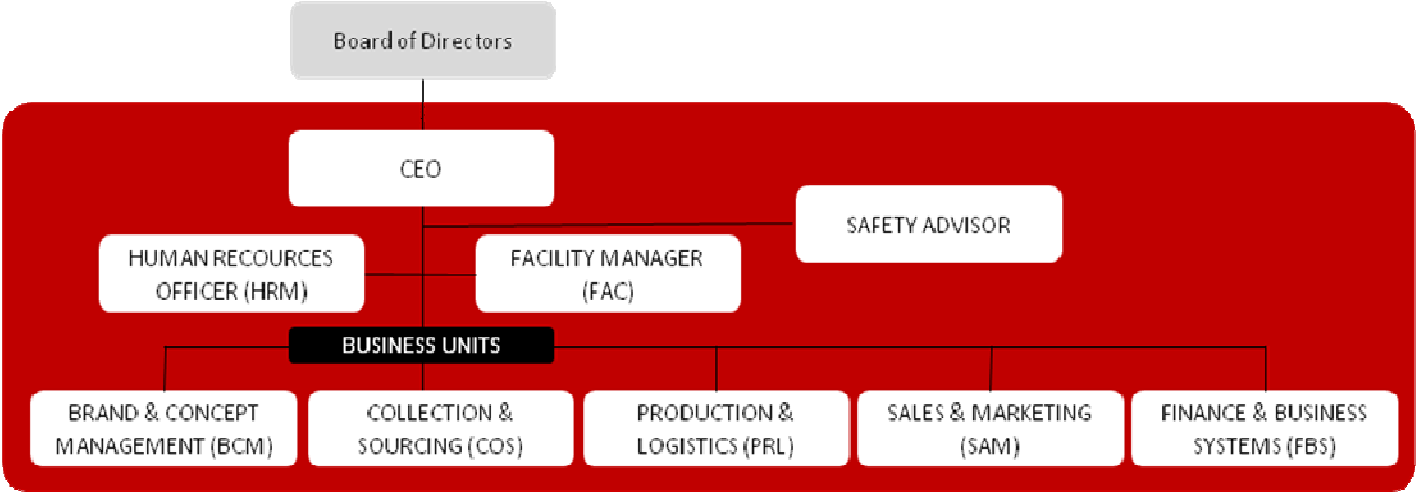 Board of Directors
CEO
SAFETY ADVISOR
HUMAN RECOURCES
OFFICER (HRM)
FACILITY MANAGER
(FAC)
BUSINESS UNITS
BRAND & CONCEPT
MANAGEMENT (BCM)
COLLECTION &
SOURCING (COS)
PRODUCTION &
LOGISTICS (PRL)
SALES & MARKETING
(SAM)
FINANCE & BUSINESS
SYSTEMS (FBS)